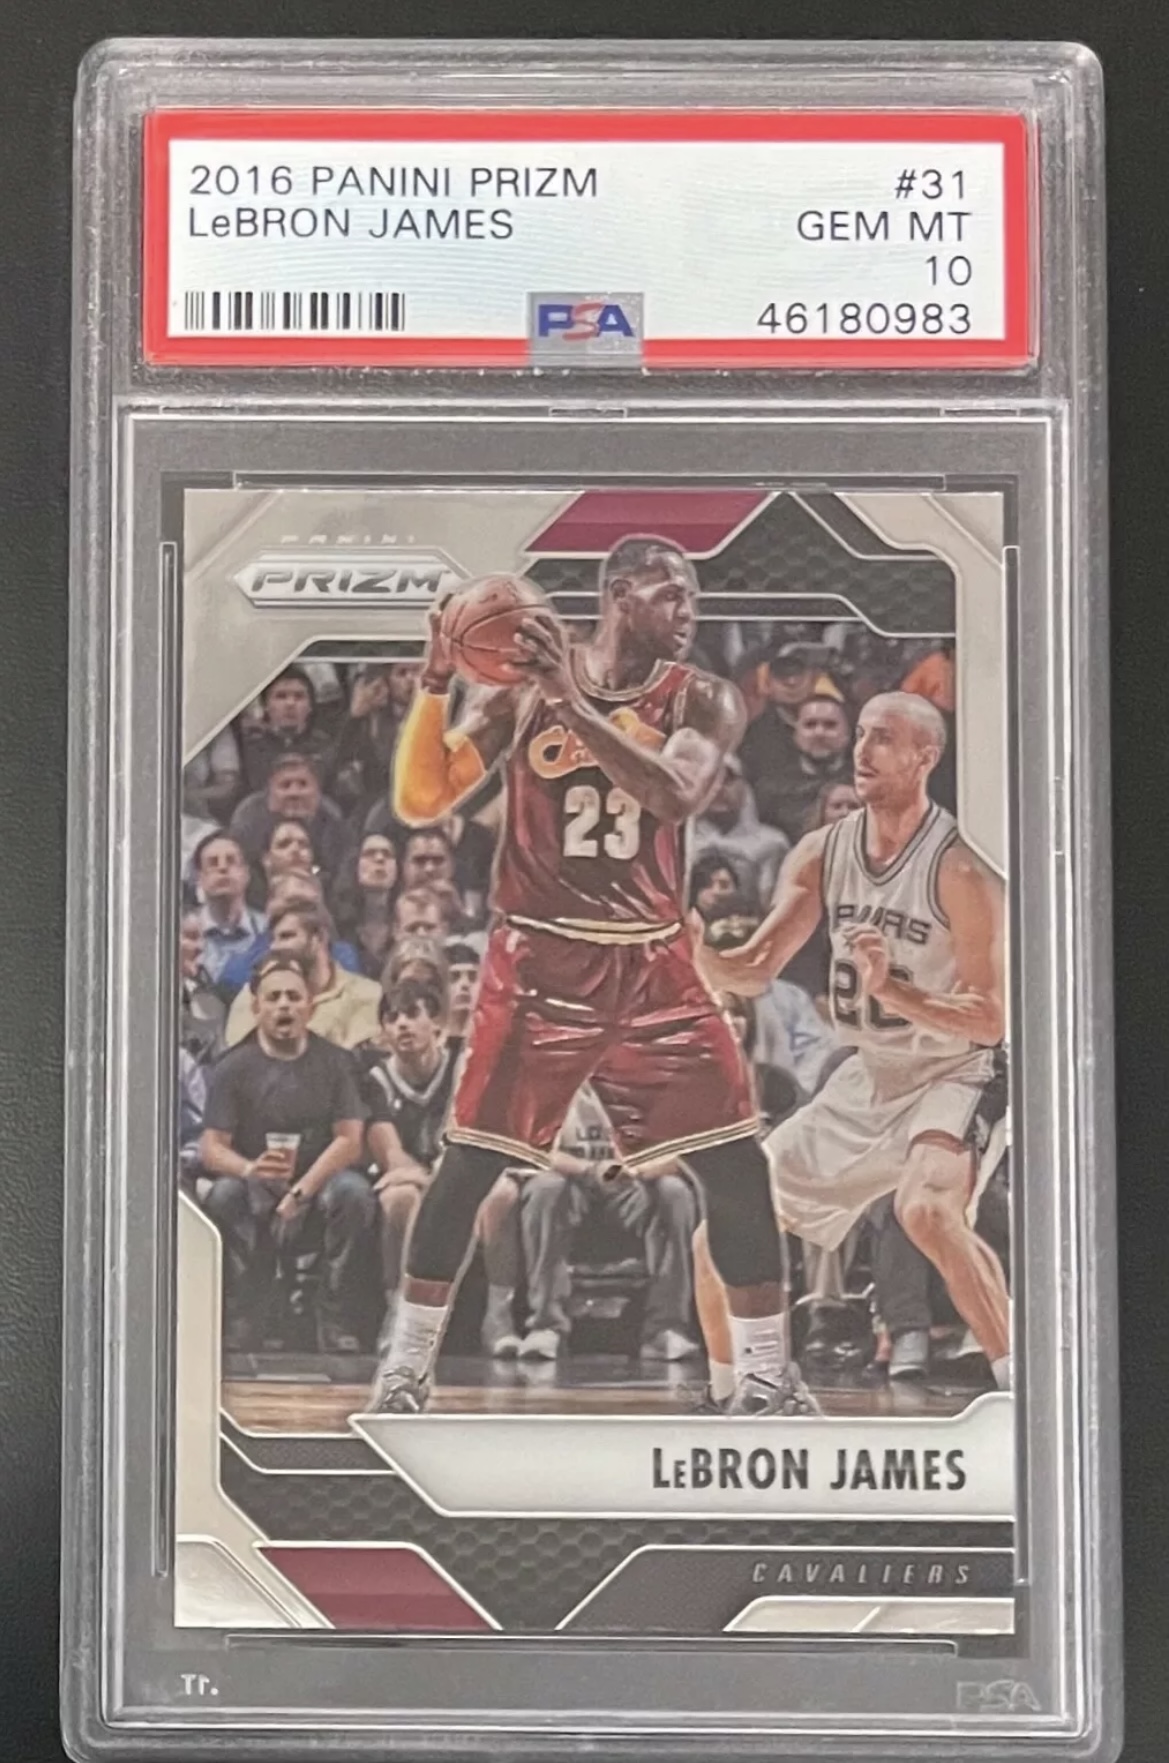 2016 PANINI PRIZM #31
LeBRON JAMES GEM MT
10
PSA 46180983
PANINI
PRIZM
CAVS
23
SPURS
LeBRON JAMES
CAVALIERS
PSA